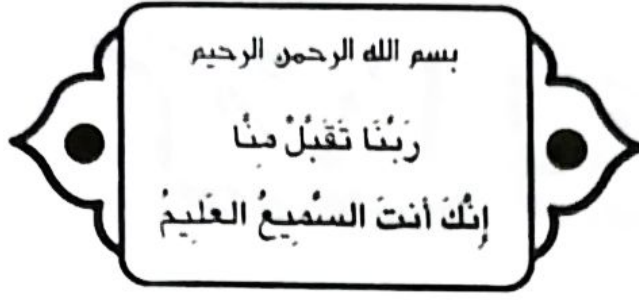 بسم الله الرحمن الرحيم
رَبَّنَا تَقَبَّلْ مِنَّا
إِنَّكَ أَنتَ السَّمِيعُ العَلِيمُ